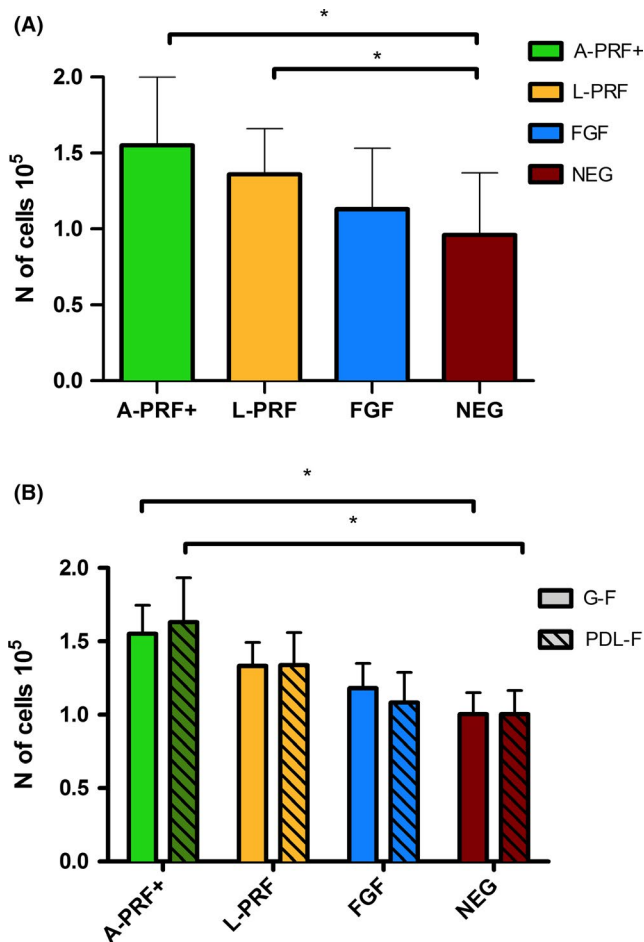 (A)
*
*
2.0
1.5
1.0
0.5
0.0
N of cells 10⁵
A-PRF+ L-PRF FGF NEG
A-PRF+
L-PRF
FGF
NEG
(B)
*
*
2.0
1.5
1.0
0.5
0.0
N of cells 10⁵
A-PRF+ L-PRF FGF NEG
G-F
PDL-F